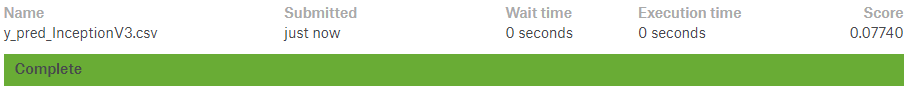 Name Submitted Wait time Execution time Score
y_pred_InceptionV3.csv just now 0 seconds 0 seconds 0.07740
Complete